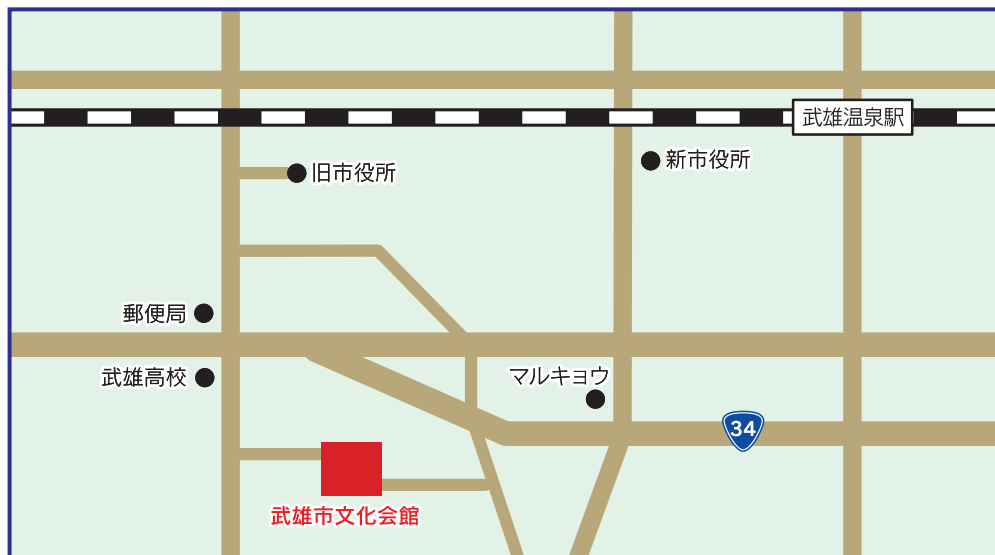 武雄温泉駅
新市役所
旧市役所
郵便局
武雄高校
マルキョウ
34
武雄市文化会館